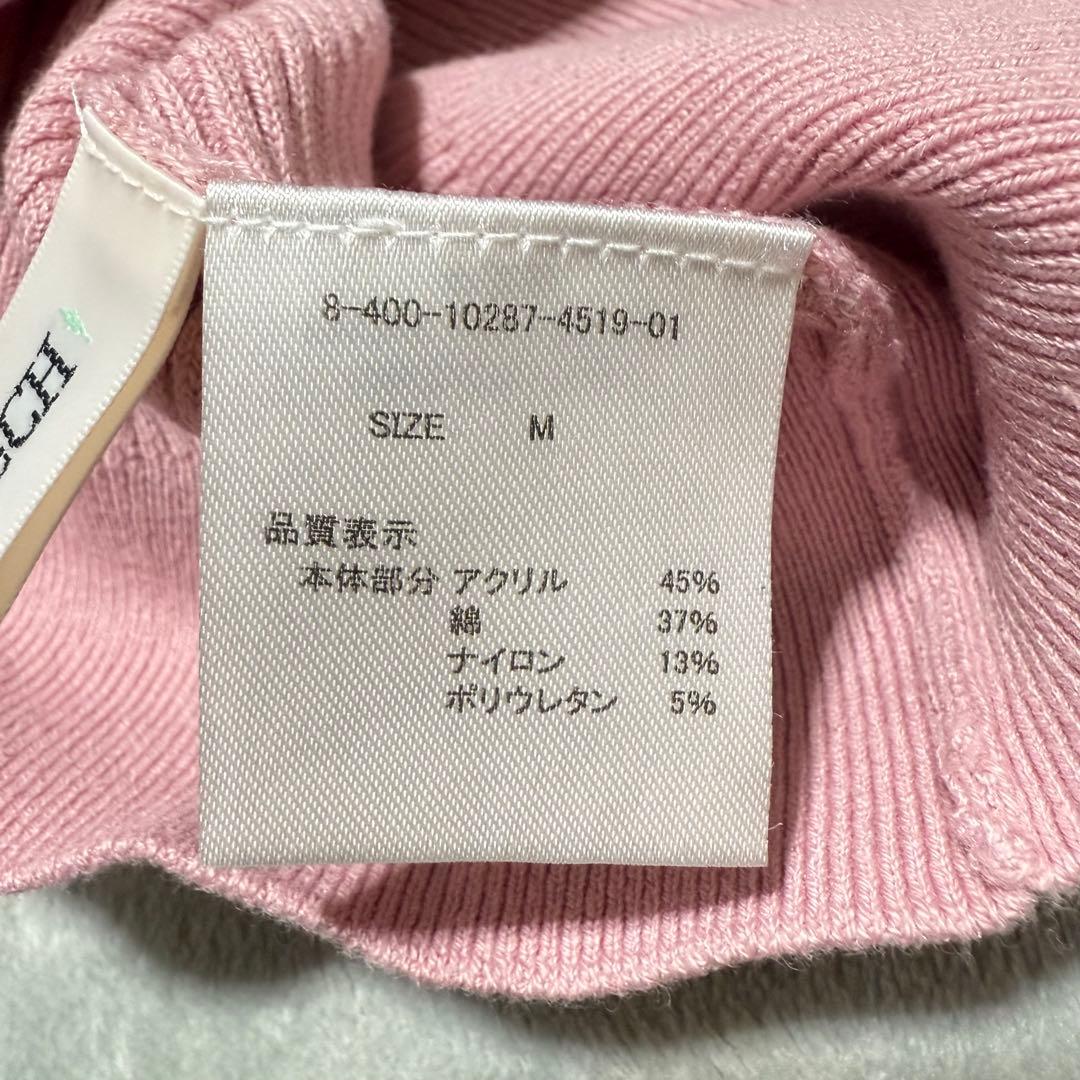 8-400-10287-4519-01
SIZE M
品質表示
本体部分 アクリル 45%
綿 37%
ナイロン 13%
ポリウレタン 5%